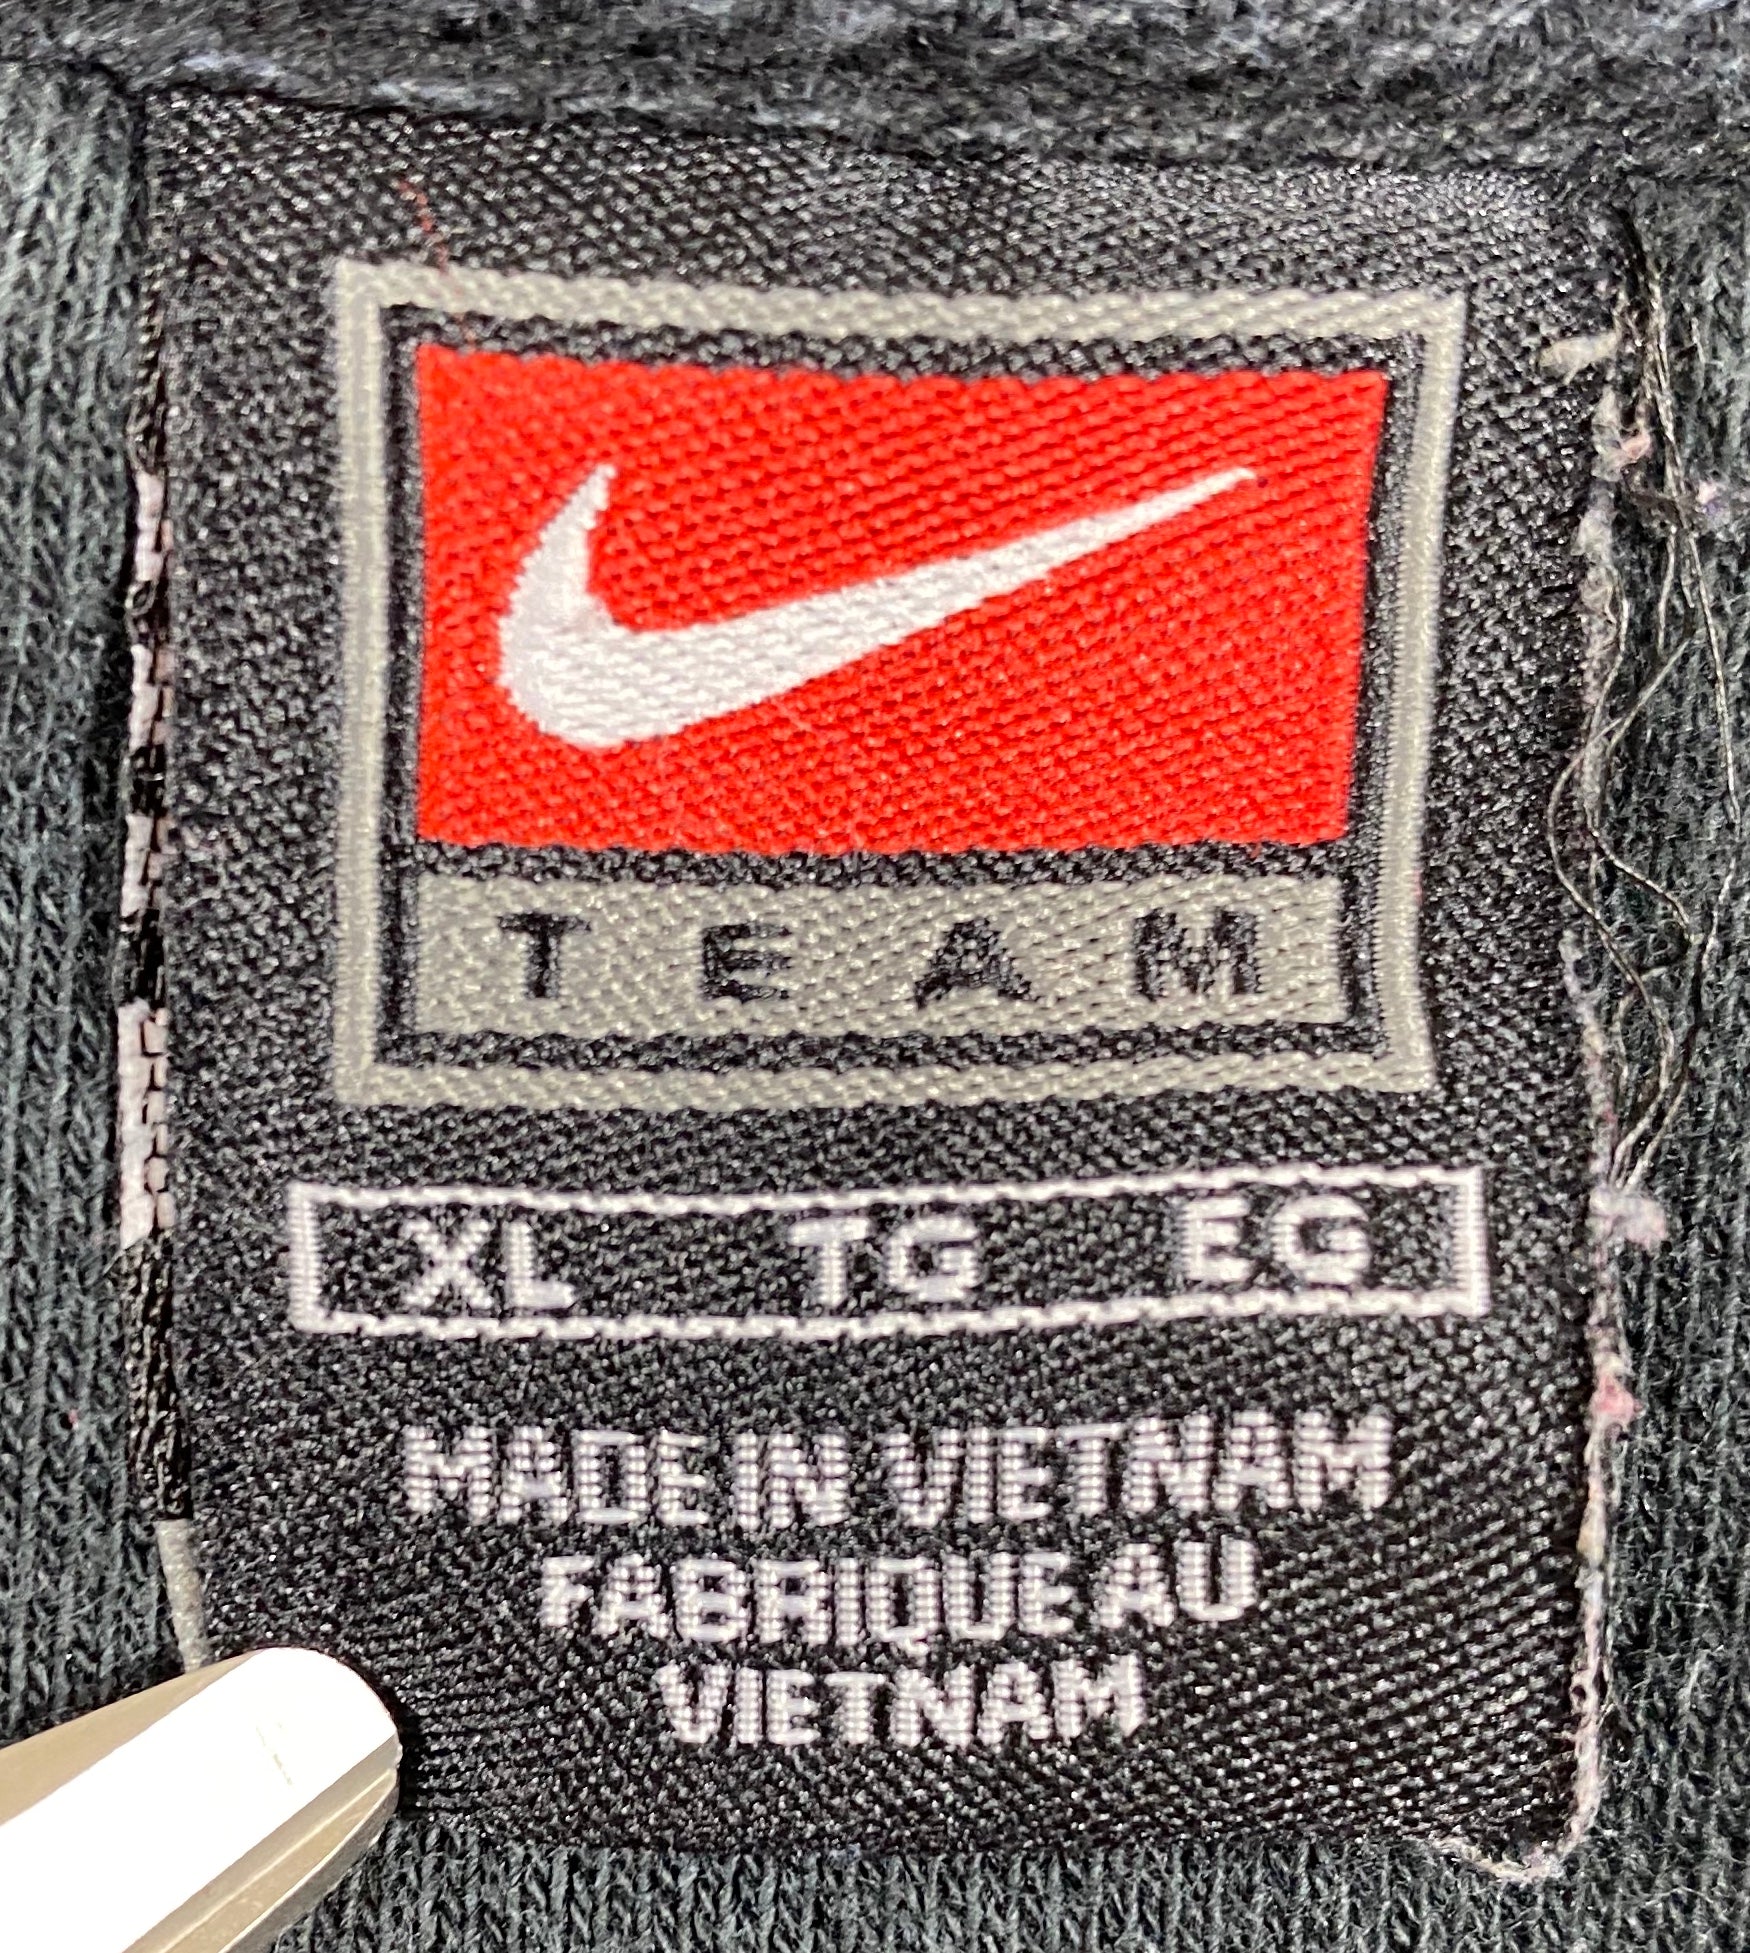 TEAM
XL TG EG
MADE IN VIETNAM
FABRIQUE AU
VIETNAM